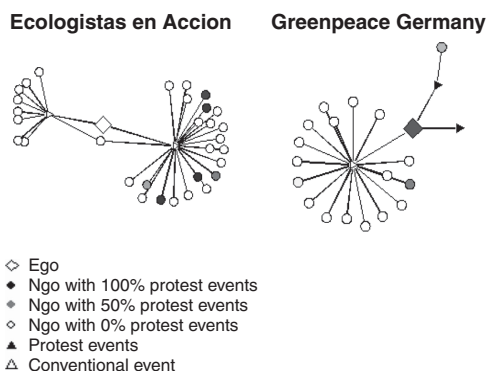 Ecologistas en Accion
Greenpeace Germany
Ego
Ngo with 100% protest events
Ngo with 50% protest events
Ngo with 0% protest events
Protest events
Conventional event